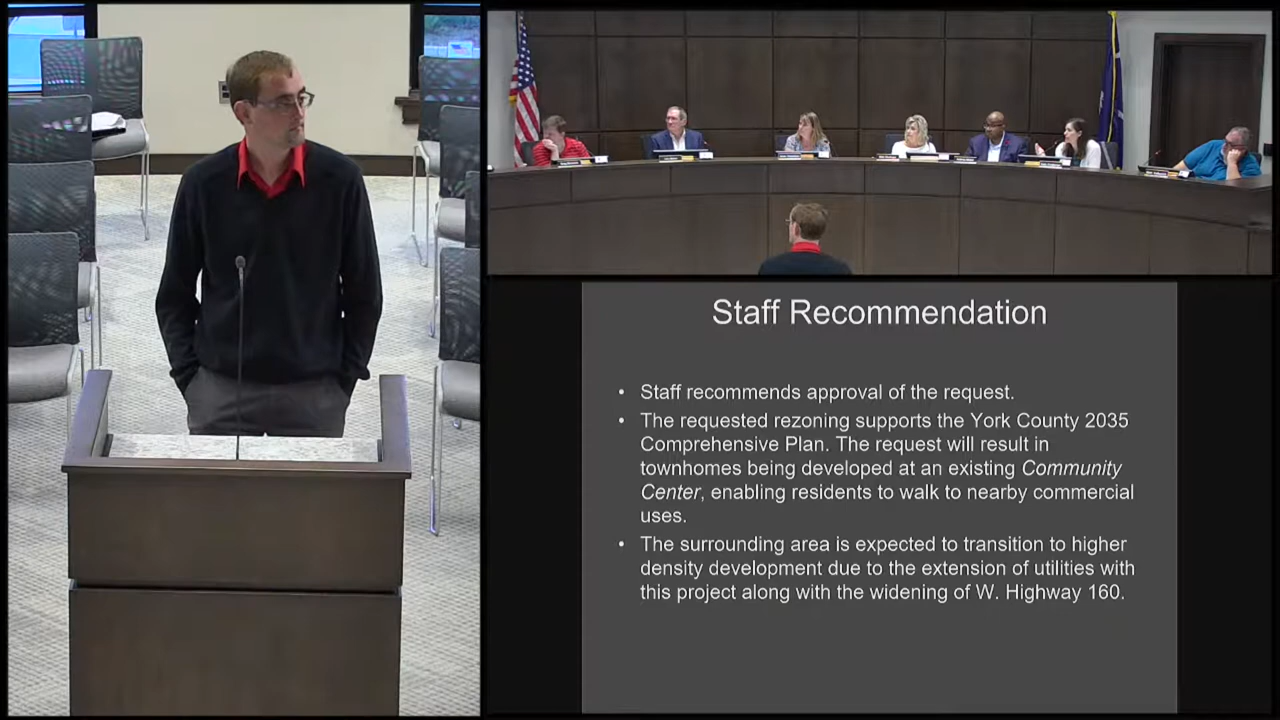 Staff Recommendation
• Staff recommends approval of the request.
• The requested rezoning supports the York County 2035
Comprehensive Plan. The request will result in
townhomes being developed at an existing Community
Center, enabling residents to walk to nearby commercial
uses.
• The surrounding area is expected to transition to higher
density development due to the extension of utilities with
this project along with the widening of W. Highway 160.